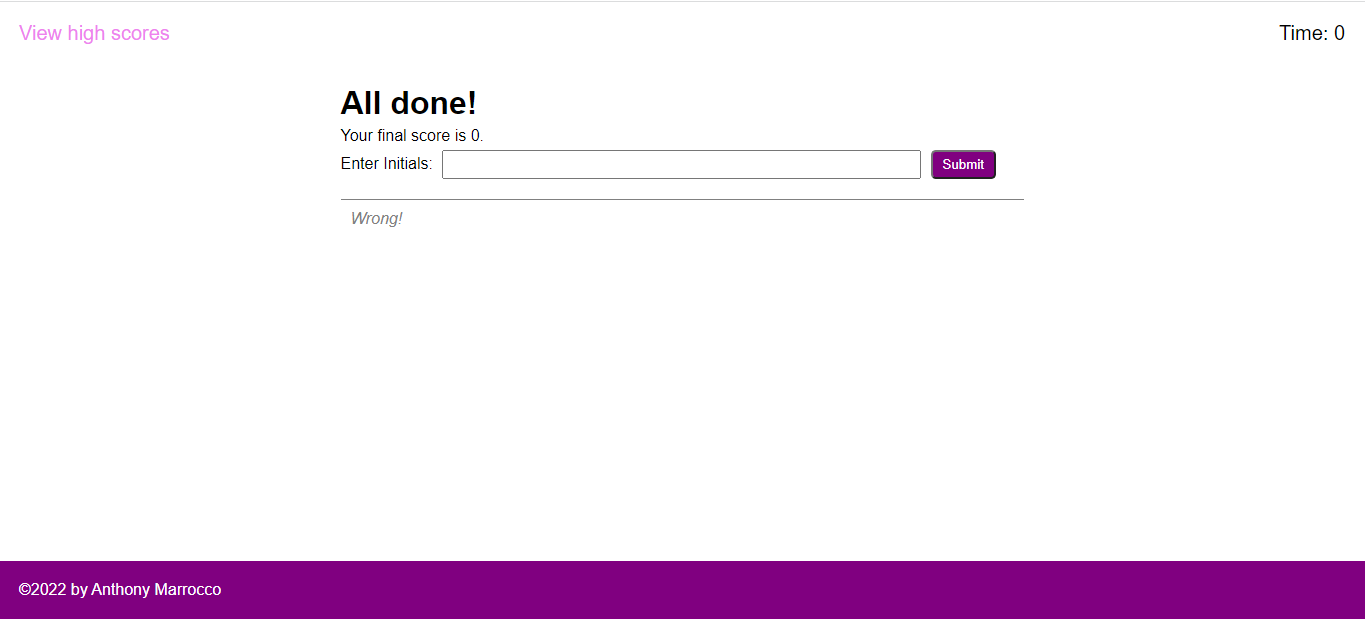 View high scores
Time: 0
All done!
Your final score is 0.
Enter Initials:
Submit
Wrong!
©2022 by Anthony Marrocco